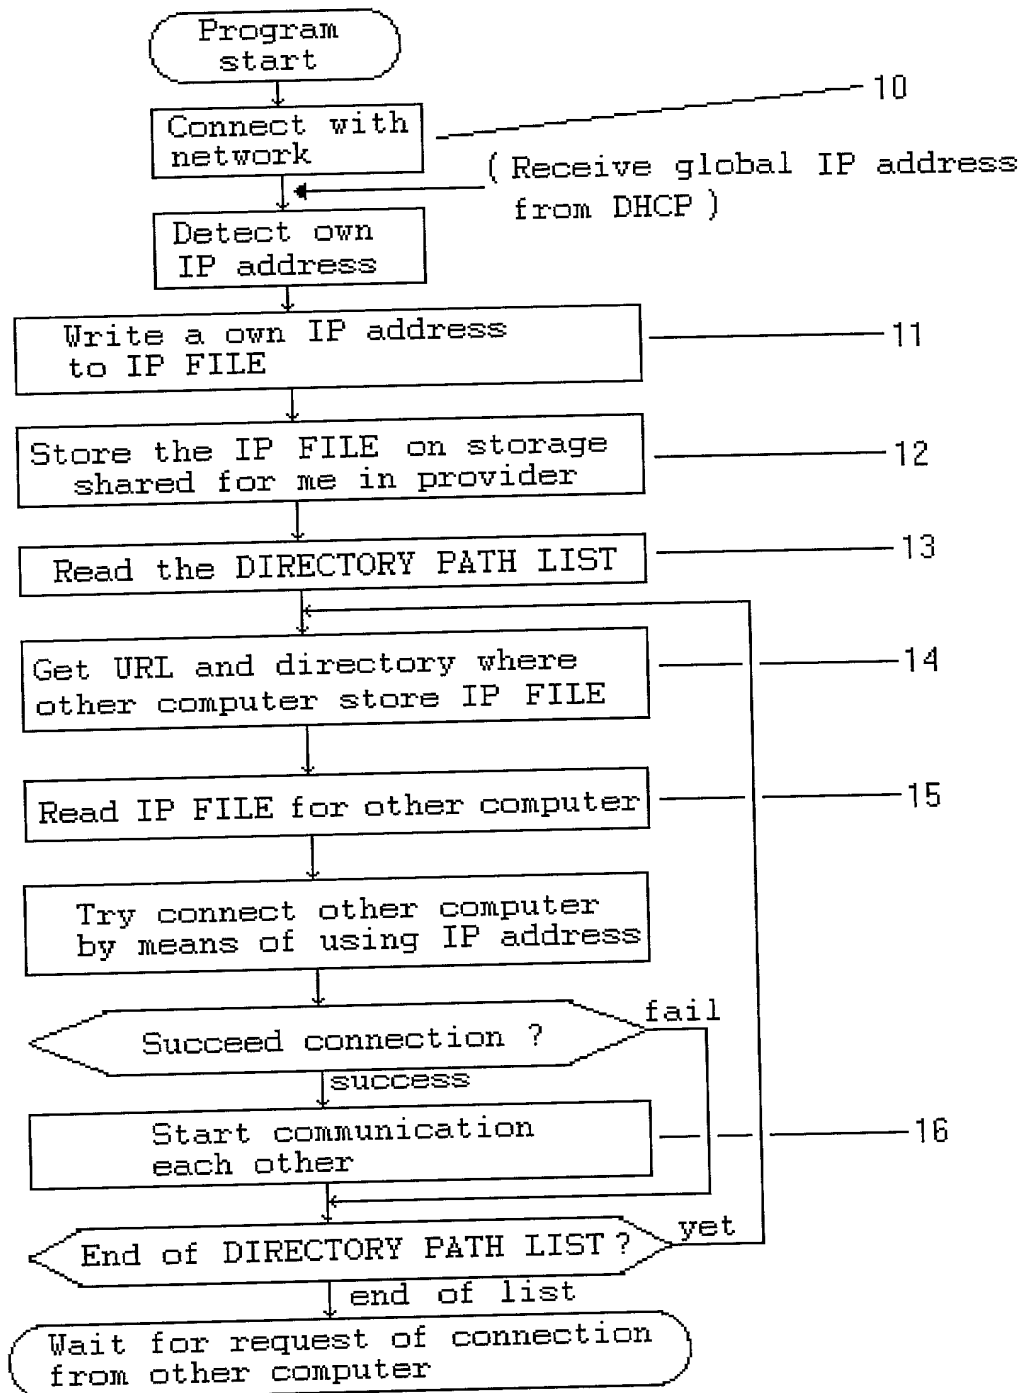 Program
start
Connect with
network
10
( Receive global IP address
from DHCP )
Detect own
IP address
Write a own IP address
to IP FILE
11
Store the IP FILE on storage
shared for me in provider
12
Read the DIRECTORY PATH LIST
13
Get URL and directory where
other computer store IP FILE
14
Read IP FILE for other computer
15
Try connect other computer
by means of using IP address
Succeed connection ?
fail
success
Start communication
each other
16
End of DIRECTORY PATH LIST ?
yet
end of list
Wait for request of connection
from other computer